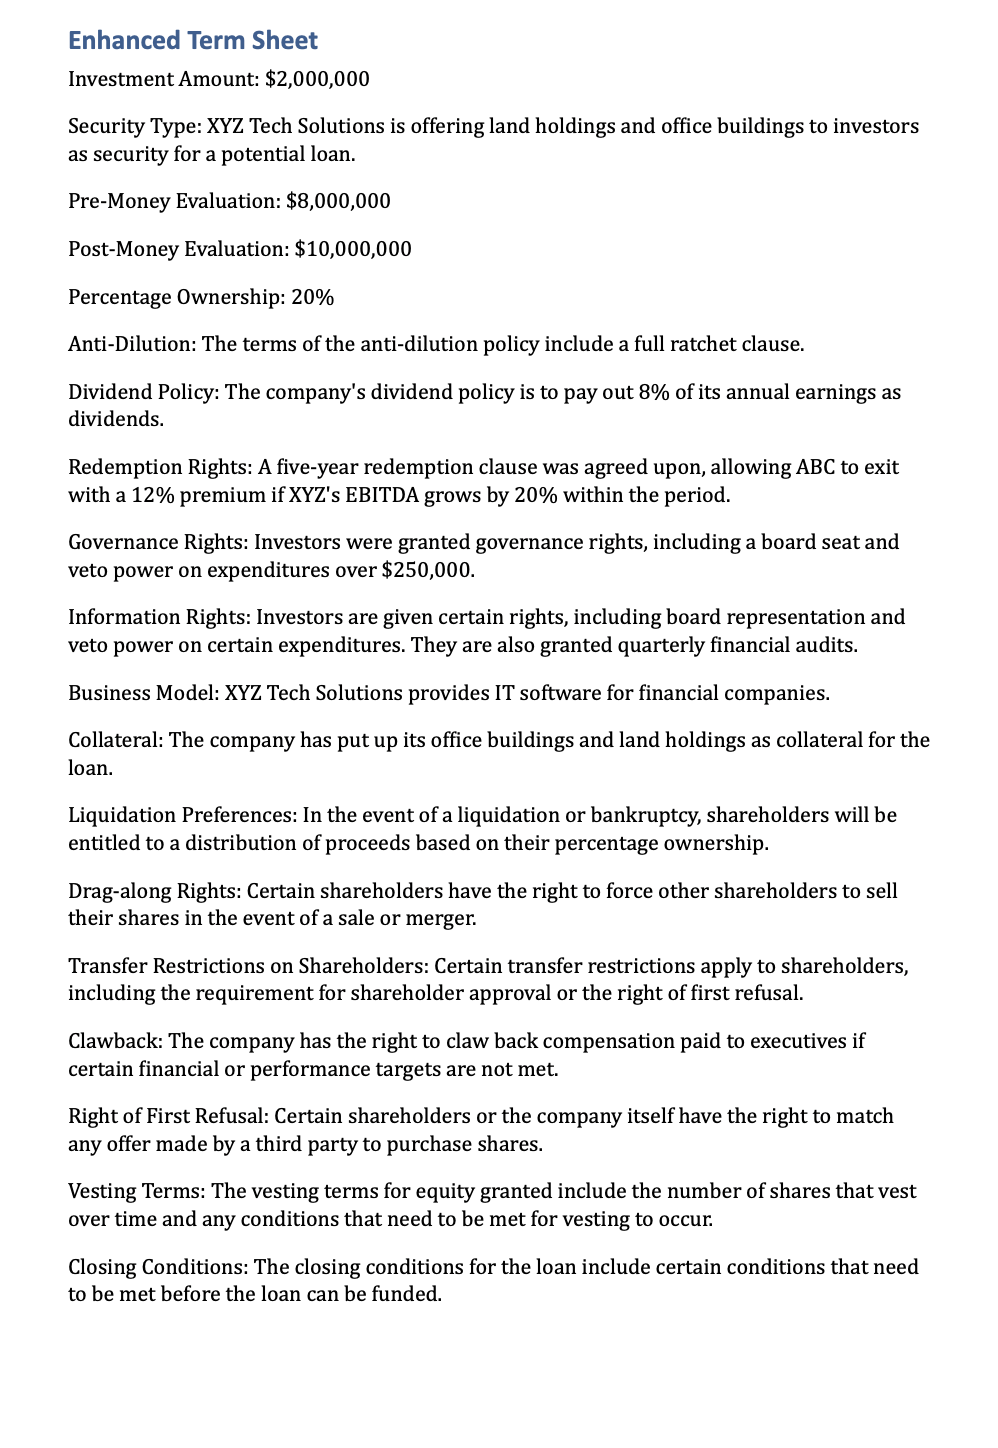 Enhanced Term Sheet
Investment Amount: $2,000,000
Security Type: XYZ Tech Solutions is offering land holdings and office buildings to investors
as security for a potential loan.
Pre-Money Evaluation: $8,000,000
Post-Money Evaluation: $10,000,000
Percentage Ownership: 20%
Anti-Dilution: The terms of the anti-dilution policy include a full ratchet clause.
Dividend Policy: The company's dividend policy is to pay out 8% of its annual earnings as
dividends.
Redemption Rights: A five-year redemption clause was agreed upon, allowing ABC to exit
with a 12% premium if XYZ's EBITDA grows by 20% within the period.
Governance Rights: Investors were granted governance rights, including a board seat and
veto power on expenditures over $250,000.
Information Rights: Investors are given certain rights, including board representation and
veto power on certain expenditures. They are also granted quarterly financial audits.
Business Model: XYZ Tech Solutions provides IT software for financial companies.
Collateral: The company has put up its office buildings and land holdings as collateral for the
loan.
Liquidation Preferences: In the event of a liquidation or bankruptcy, shareholders will be
entitled to a distribution of proceeds based on their percentage ownership.
Drag-along Rights: Certain shareholders have the right to force other shareholders to sell
their shares in the event of a sale or merger.
Transfer Restrictions on Shareholders: Certain transfer restrictions apply to shareholders,
including the requirement for shareholder approval or the right of first refusal.
Clawback: The company has the right to claw back compensation paid to executives if
certain financial or performance targets are not met.
Right of First Refusal: Certain shareholders or the company itself have the right to match
any offer made by a third party to purchase shares.
Vesting Terms: The vesting terms for equity granted include the number of shares that vest
over time and any conditions that need to be met for vesting to occur.
Closing Conditions: The closing conditions for the loan include certain conditions that need
to be met before the loan can be funded.